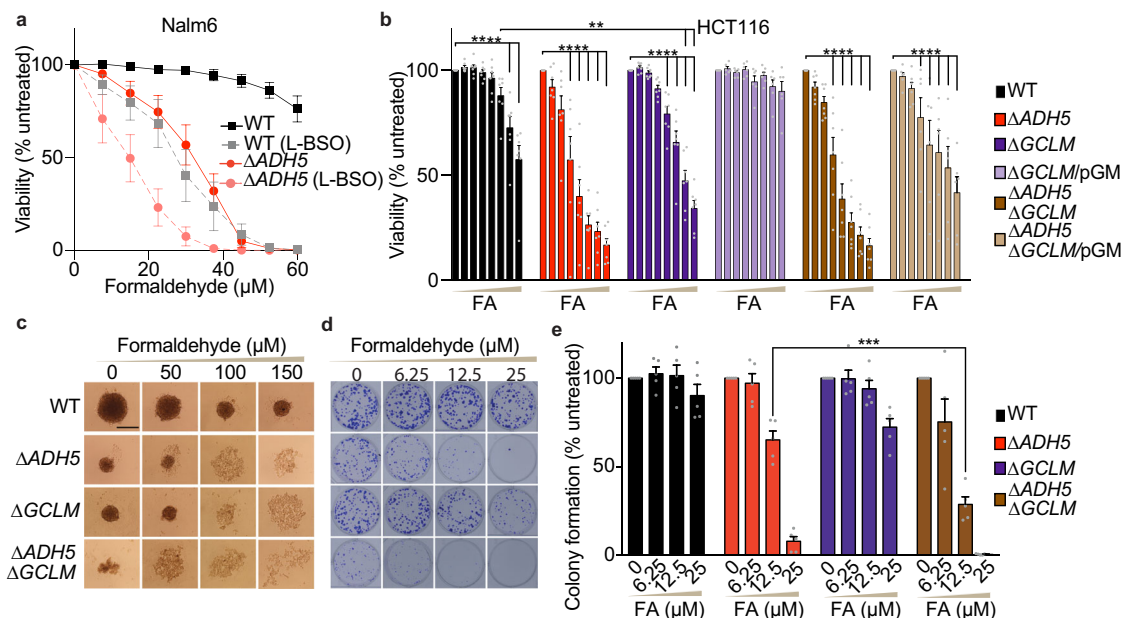 a
Nalm6
Viability (% untreated)
100
50
0
0
20
40
60
Formaldehyde (μM)
WT
WT (L-BSO)
ΔADH5
ΔADH5 (L-BSO)
b
HCT116
**
****
****
****
****
****
Viability (% untreated)
100
50
0
FA
FA
FA
FA
FA
FA
WT
ΔADH5
ΔGCLM
ΔGCLM/pGM
ΔADH5
ΔGCLM
ΔADH5
ΔGCLM/pGM
c
Formaldehyde (μM)
0 50 100 150
WT
ΔADH5
ΔGCLM
ΔADH5
ΔGCLM
d
Formaldehyde (μM)
0 6.25 12.5 25
e
***
Colony formation (% untreated)
100
50
0
0 6.25 12.5 25
0 6.25 12.5 25
0 6.25 12.5 25
0 6.25 12.5 25
FA (μM)
FA (μM)
FA (μM)
FA (μM)
WT
ΔADH5
ΔGCLM
ΔADH5
ΔGCLM